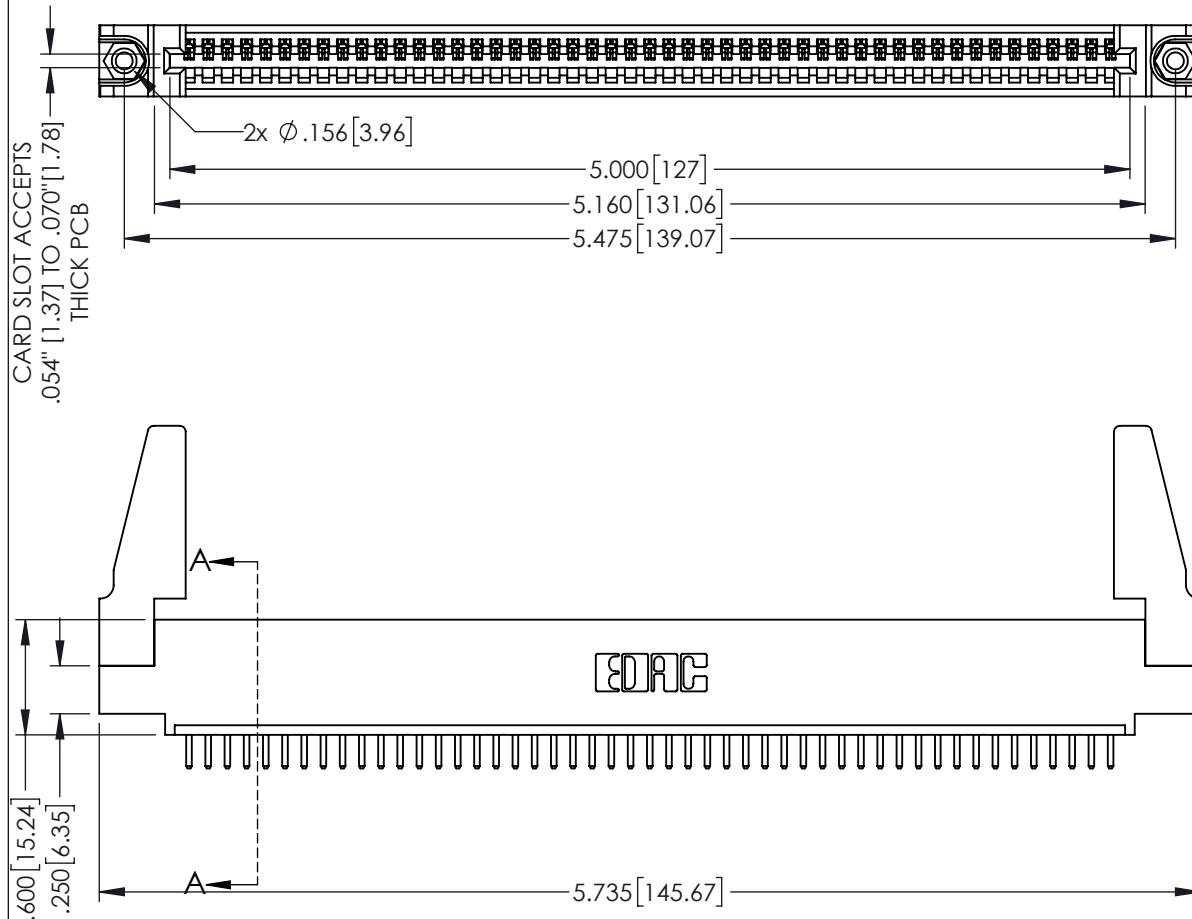 2x ⌀ .156[3.96]
5.000[127]
5.160[131.06]
5.475[139.07]
CARD SLOT ACCEPTS
.054" [1.37] TO .070"[1.78]
THICK PCB
A
EDAC
A
.600[15.24]
.250[6.35]
5.735[145.67]